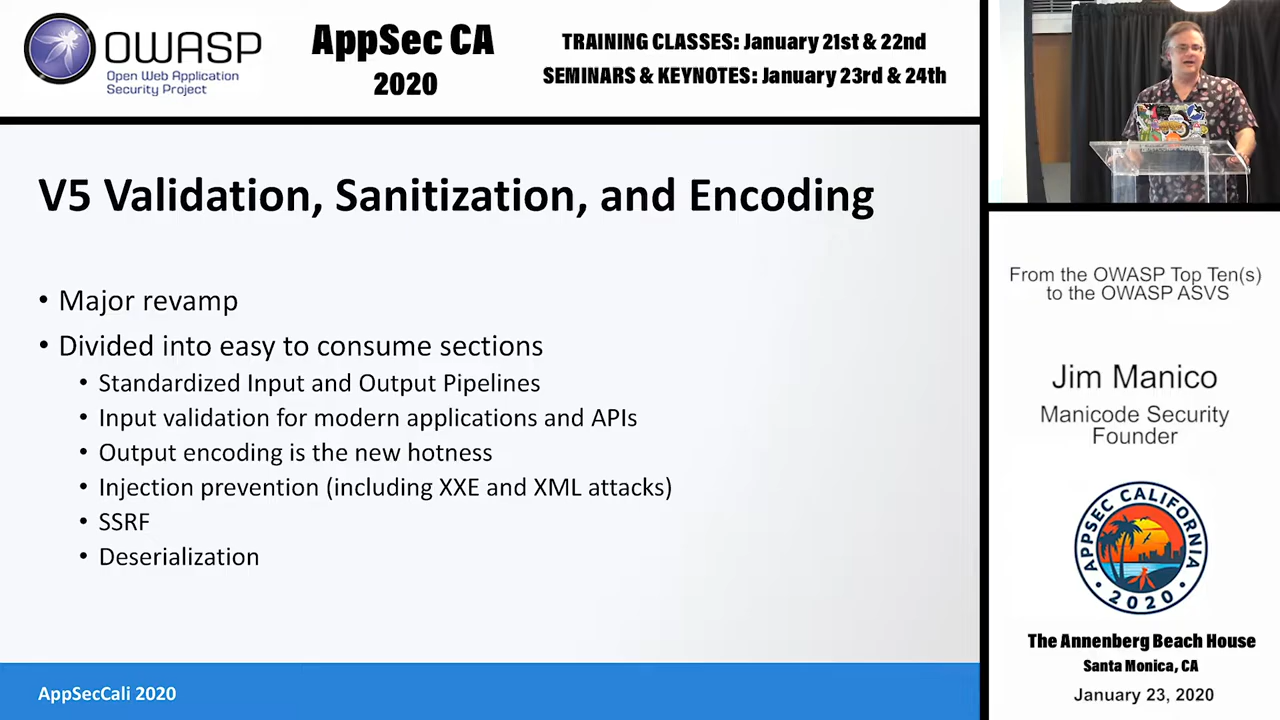 OWASP
Open Web Application
Security Project
AppSec CA
2020
TRAINING CLASSES: January 21st & 22nd
SEMINARS & KEYNOTES: January 23rd & 24th
V5 Validation, Sanitization, and Encoding
• Major revamp
• Divided into easy to consume sections
• Standardized Input and Output Pipelines
• Input validation for modern applications and APIs
• Output encoding is the new hotness
• Injection prevention (including XXE and XML attacks)
• SSRF
• Deserialization
AppSecCali 2020
From the OWASP Top Ten(s)
to the OWASP ASVS
Jim Manico
Manicode Security
Founder
APPSEC CALIFORNIA
• 2020 •
The Annenberg Beach House
Santa Monica, CA
January 23, 2020